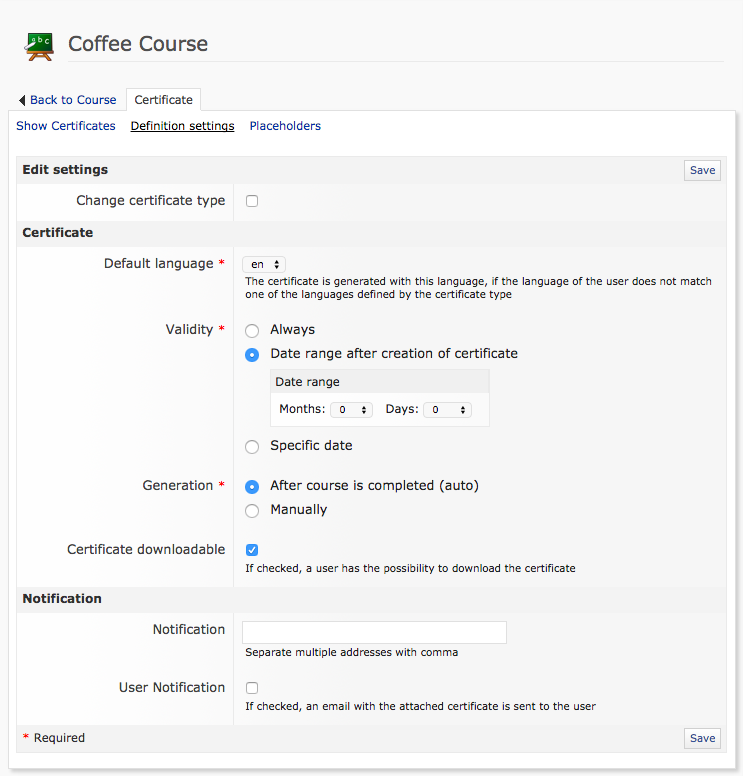 abc
Coffee Course
Back to Course Certificate
Show Certificates Definition settings Placeholders
Edit settings Save
Change certificate type
Certificate
Default language * en
The certificate is generated with this language, if the language of the user does not match
one of the languages defined by the certificate type
Validity * Always
Date range after creation of certificate
Date range
Months: 0 Days: 0
Specific date
Generation * After course is completed (auto)
Manually
Certificate downloadable
If checked, a user has the possibility to download the certificate
Notification
Notification
Separate multiple addresses with comma
User Notification
If checked, an email with the attached certificate is sent to the user
* Required Save